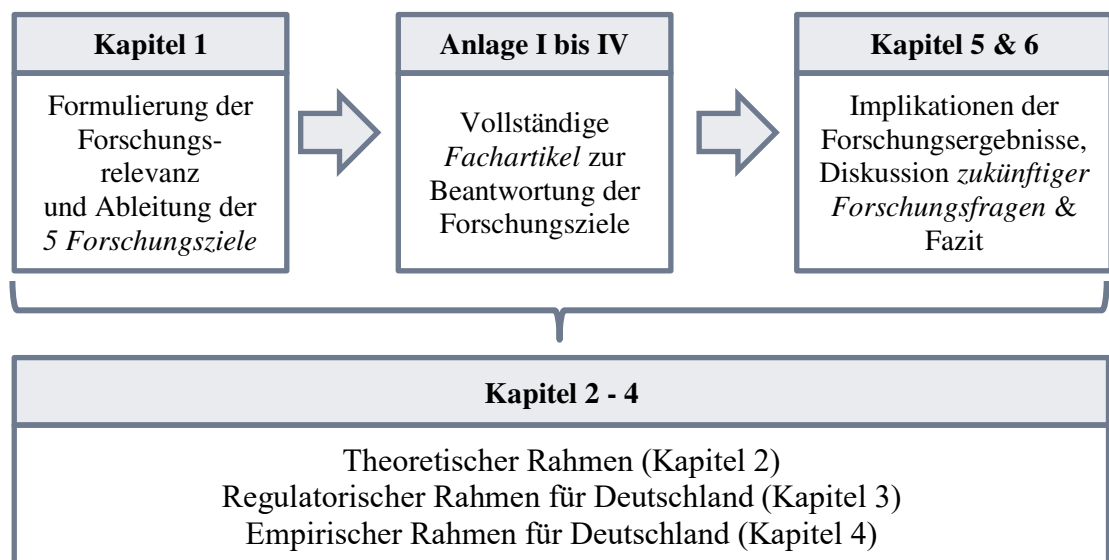 Kapitel 1
Formulierung der
Forschungs-
relevanz
und Ableitung der
5 Forschungsziele
Anlage I bis IV
Vollständige
Fachartikel zur
Beantwortung der
Forschungsziele
Kapitel 5 & 6
Implikationen der
Forschungsergebnisse,
Diskussion zukünftiger
Forschungsfragen &
Fazit
Kapitel 2 - 4
Theoretischer Rahmen (Kapitel 2)
Regulatorischer Rahmen für Deutschland (Kapitel 3)
Empirischer Rahmen für Deutschland (Kapitel 4)